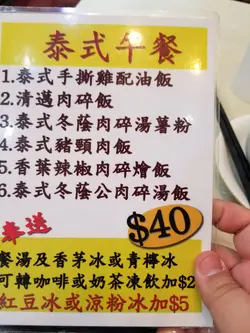 泰式午餐
1.泰式手撕雞配油飯
2.清邁肉碎飯
3.泰式冬蔭肉碎湯薯粉
4.泰式豬頸肉飯
5.香葉辣椒肉碎燴飯
6.泰式冬蔭公肉碎湯飯
奉送
$40
餐湯及香茅冰或青檸冰
可轉咖啡或奶茶凍飲加$2
紅豆冰或涼粉冰加$5